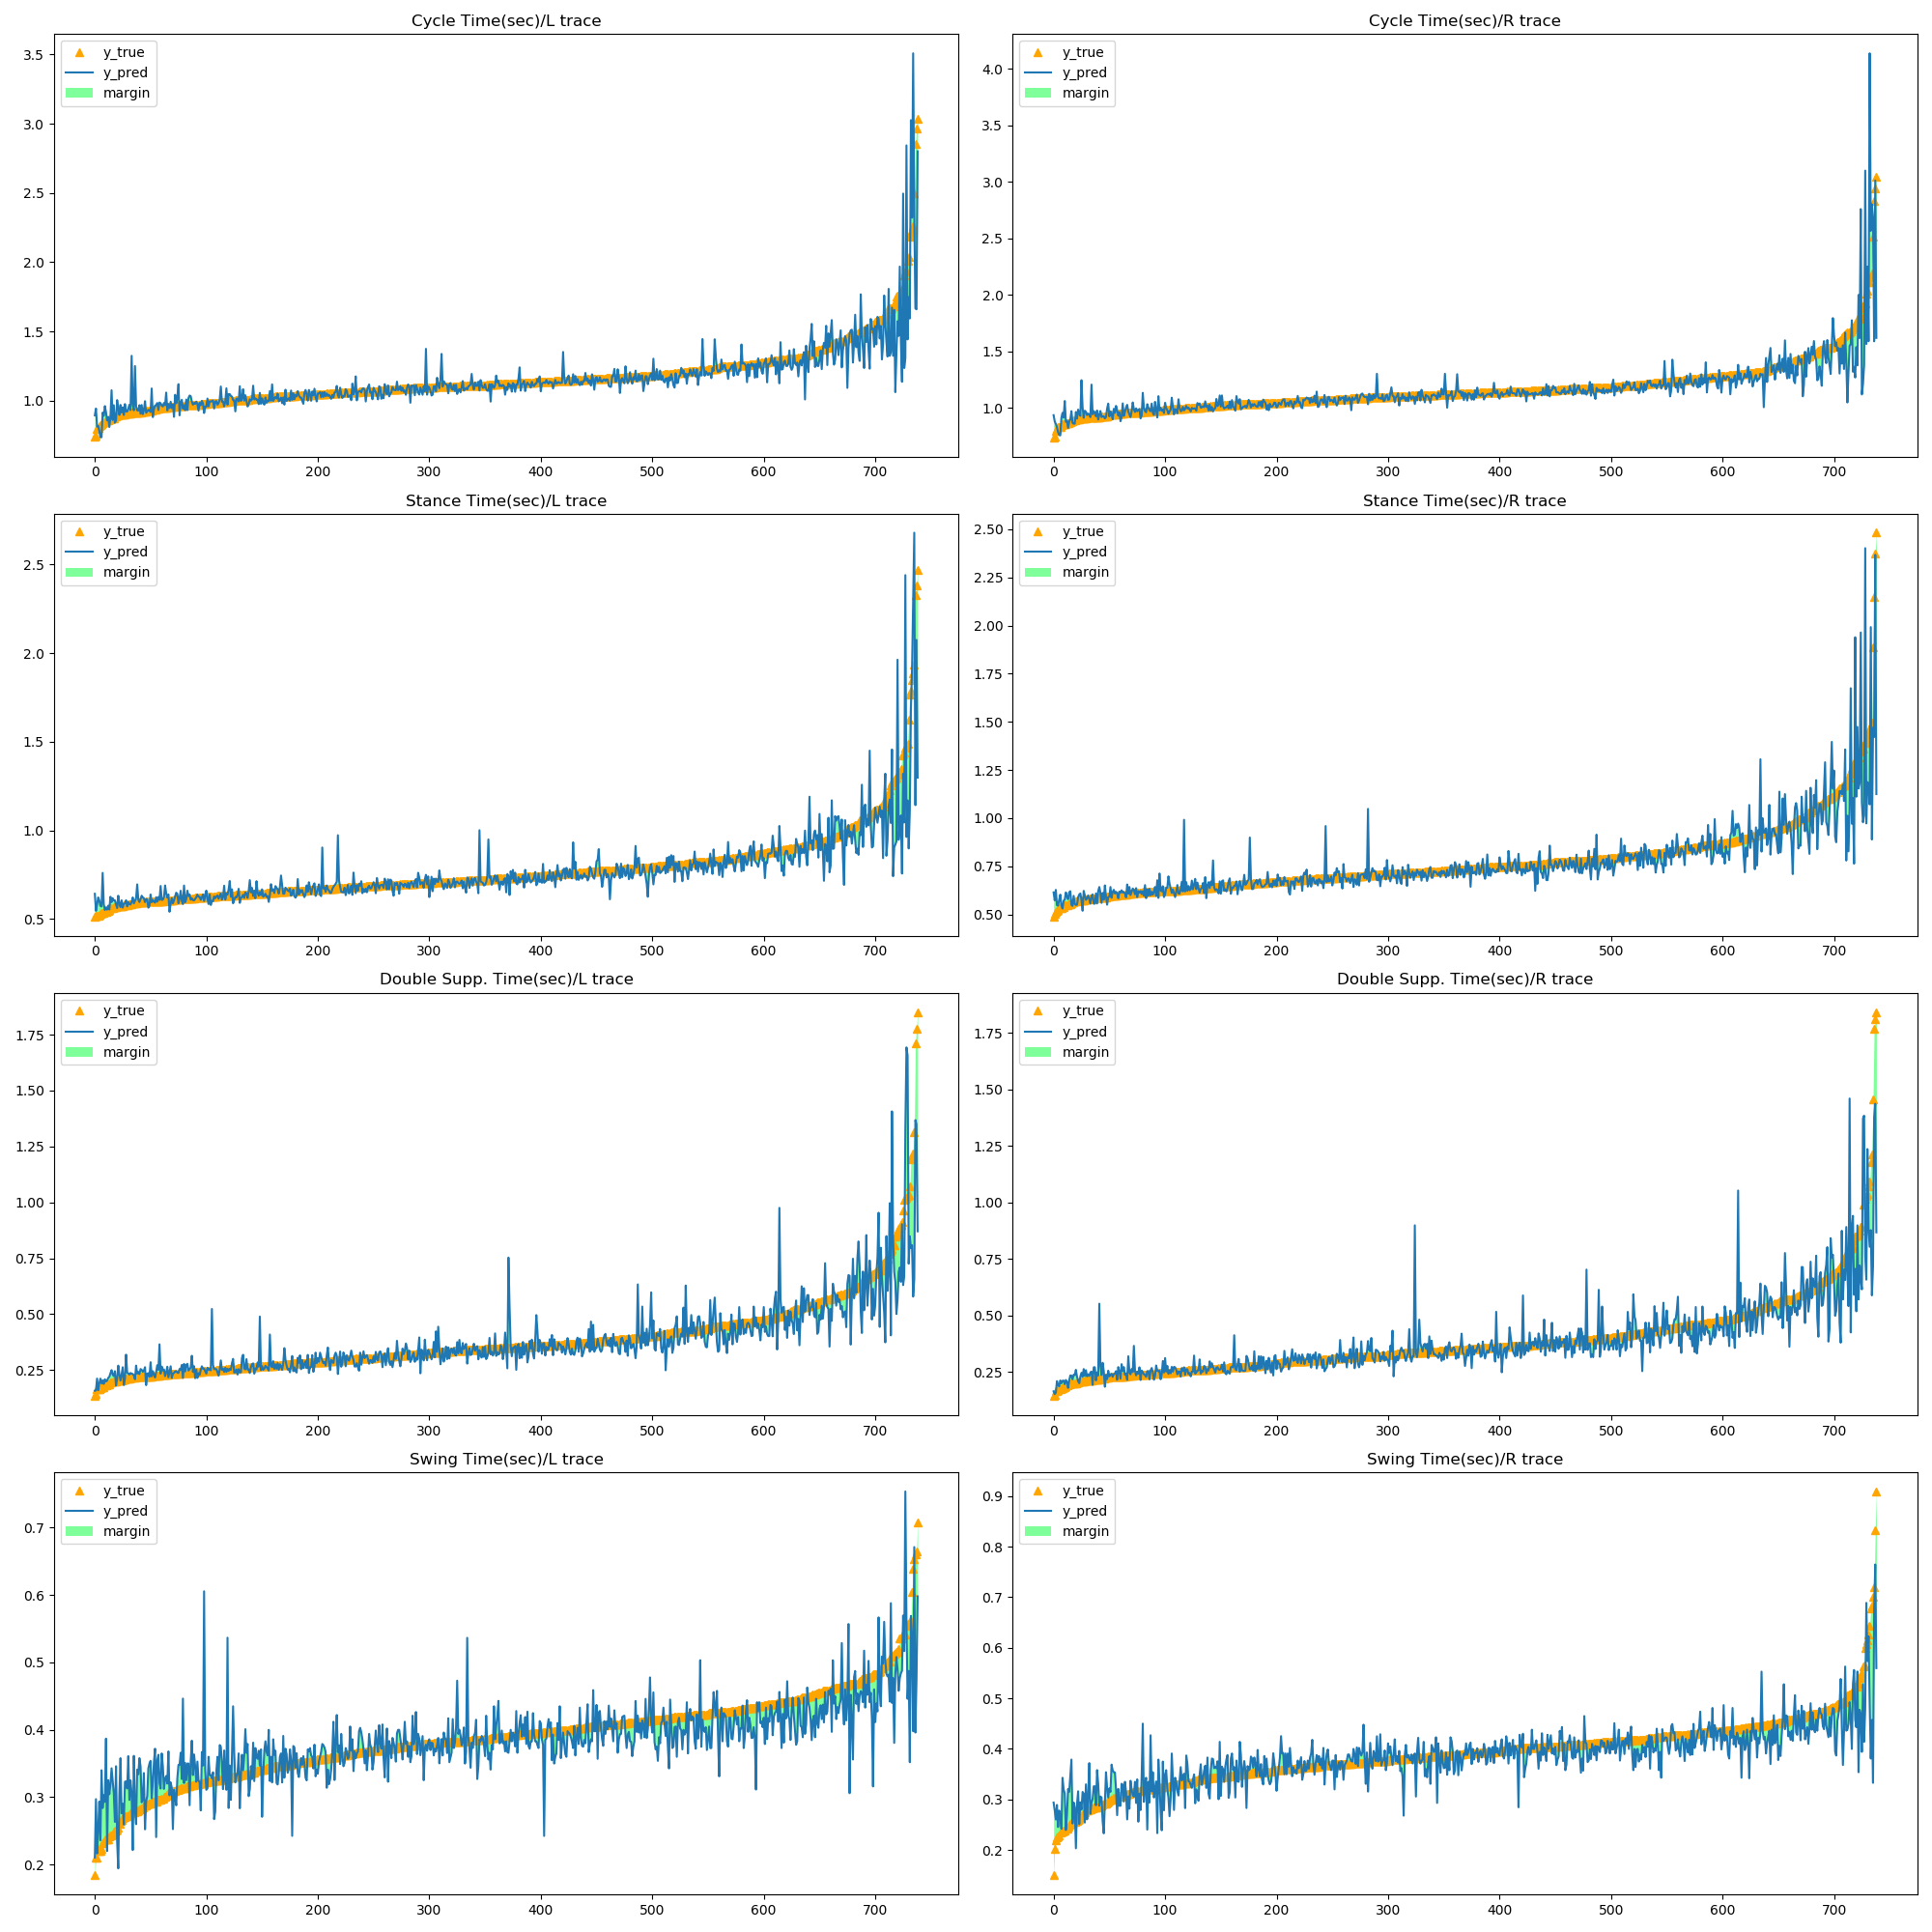 Cycle Time(sec)/L trace
y_true
y_pred
margin
3.5
3.0
2.5
2.0
1.5
1.0
0 100 200 300 400 500 600 700
Cycle Time(sec)/R trace
y_true
y_pred
margin
4.0
3.5
3.0
2.5
2.0
1.5
1.0
0 100 200 300 400 500 600 700
Stance Time(sec)/L trace
y_true
y_pred
margin
2.5
2.0
1.5
1.0
0.5
0 100 200 300 400 500 600 700
Stance Time(sec)/R trace
y_true
y_pred
margin
2.50
2.25
2.00
1.75
1.50
1.25
1.00
0.75
0.50
0 100 200 300 400 500 600 700
Double Supp. Time(sec)/L trace
y_true
y_pred
margin
1.75
1.50
1.25
1.00
0.75
0.50
0.25
0 100 200 300 400 500 600 700
Double Supp. Time(sec)/R trace
y_true
y_pred
margin
1.75
1.50
1.25
1.00
0.75
0.50
0.25
0 100 200 300 400 500 600 700
Swing Time(sec)/L trace
y_true
y_pred
margin
0.7
0.6
0.5
0.4
0.3
0.2
0 100 200 300 400 500 600 700
Swing Time(sec)/R trace
y_true
y_pred
margin
0.9
0.8
0.7
0.6
0.5
0.4
0.3
0.2
0 100 200 300 400 500 600 700